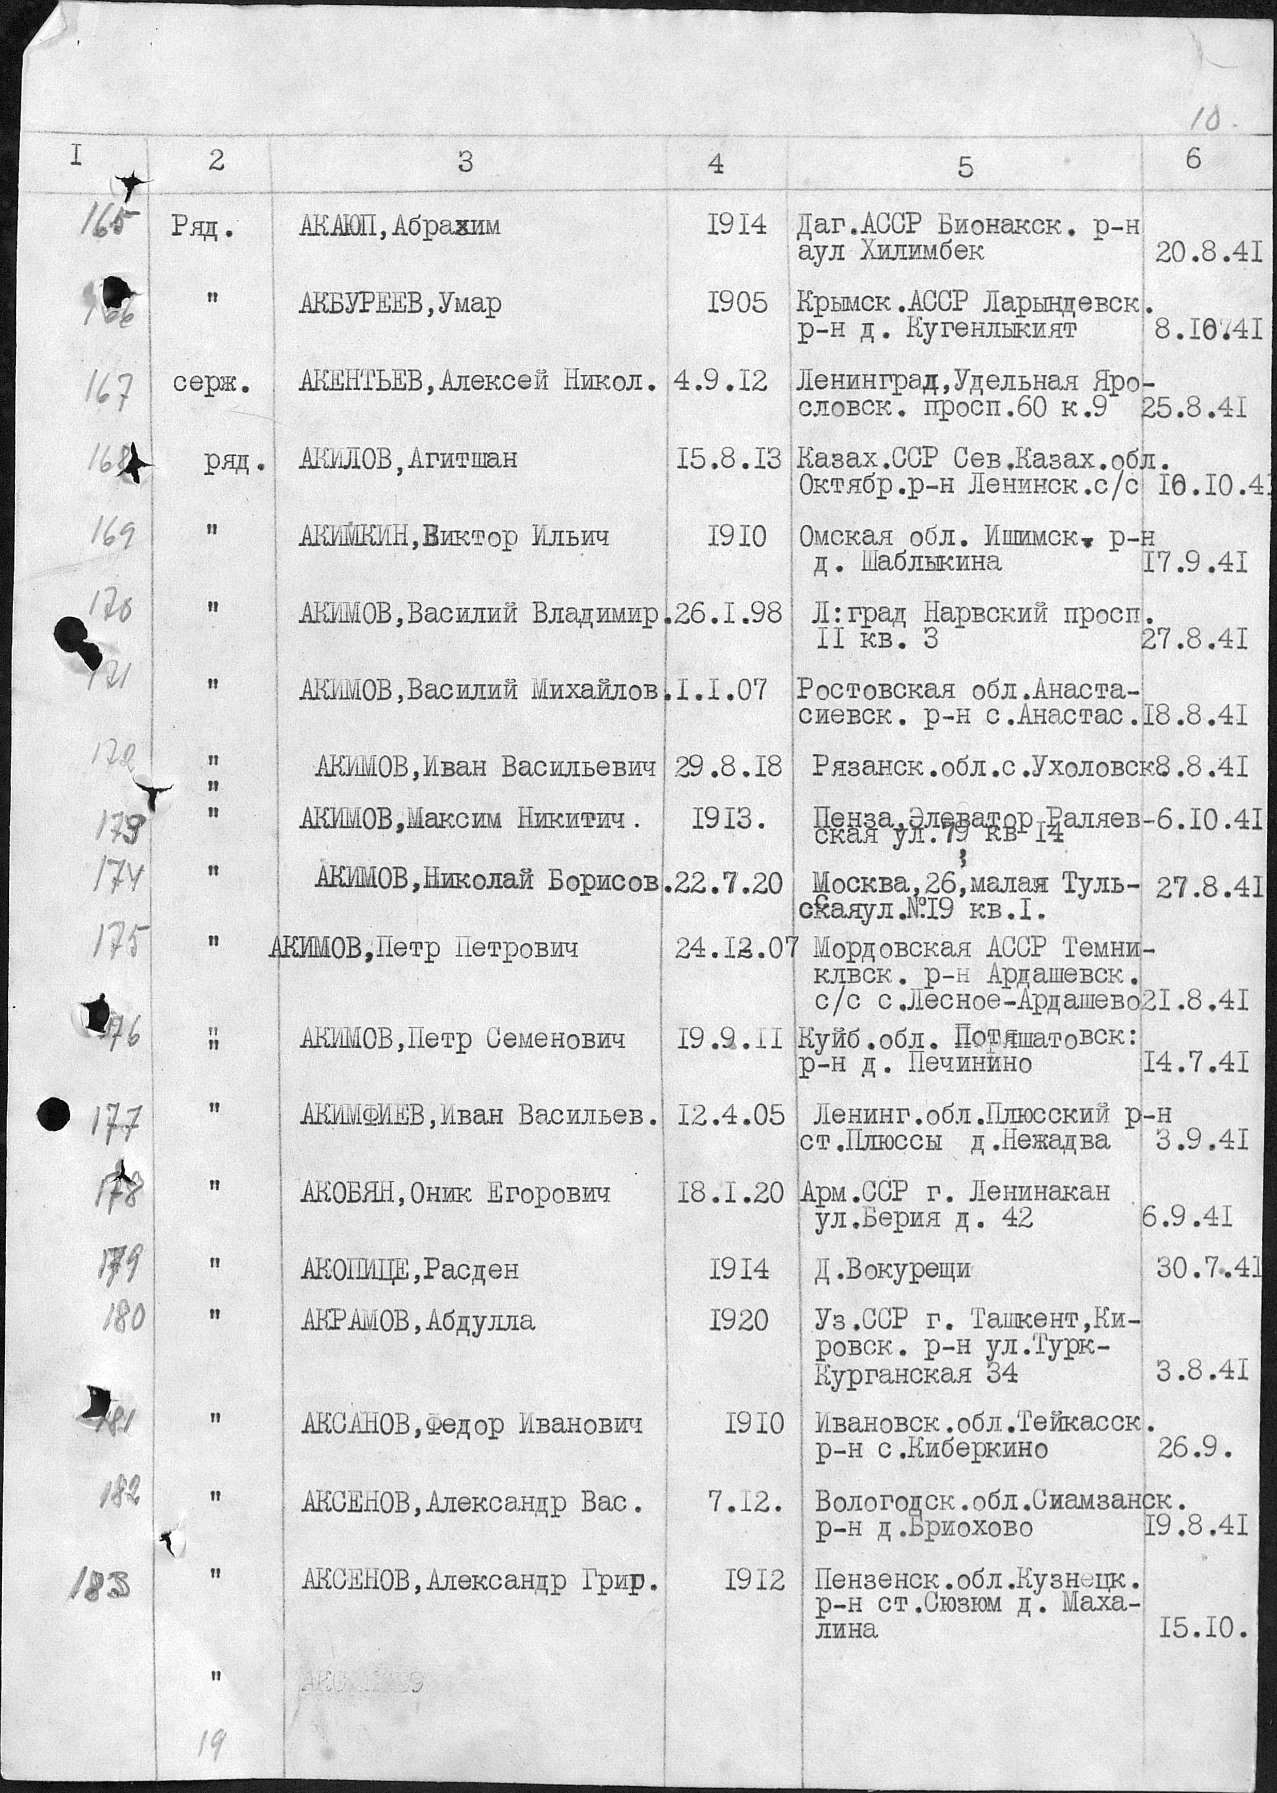 10.
I 2 3 4 5 6
165 Ряд. АКАЮП,Абрахим 1914 Даг.АССР Бионакск. р-н
аул Хилимбек 20.8.41
166 " АКБУРЕЕВ,Умар 1905 Крымск.АССР Ларындевск.
р-н д. Кугенлыкият 8.10.41
167 серж. АКЕНТЬЕВ,Алексей Никол. 4.9.12 Ленинград,Удельная Яро-
словск. просп.60 к.9 25.8.41
168 ряд. АКИЛОВ,Агитшан 15.8.13 Казах.ССР Сев.Казах.обл.
Октябр.р-н Ленинск.с/с 10.10.41
169 " АКИМКИН,Виктор Ильич 1910 Омская обл. Ишимск. р-н
д. Шаблыкина 17.9.41
170 " АКИМОВ,Василий Владимир. 26.1.98 Л:град Нарвский просп.
II кв. 3 27.8.41
171 " АКИМОВ,Василий Михайлов. 1.1.07 Ростовская обл.Анаста-
сиевск. р-н с.Анастас. 18.8.41
172 " АКИМОВ,Иван Васильевич 29.8.18 Рязанск.обл.с.Ухоловск 8.8.41
"
173 " АКИМОВ,Максим Никитич. 1913. Пенза,Элеватор Раляев- 6.10.41
ская ул.79 кв 14
174 " АКИМОВ,Николай Борисов. 22.7.20 Москва,26,малая Туль- 27.8.41
скаяул.№19 кв.I.
175 " АКИМОВ,Петр Петрович 24.12.07 Мордовская АССР Темни-
клвск. р-н Ардашевск.
с/с с.Лесное-Ардашево 21.8.41
176 " АКИМОВ,Петр Семенович 19.9.11 Куйб.обл. Потяшатовск:
" р-н д. Печинино 14.7.41
177 " АКИМФИЕВ,Иван Васильев. 12.4.05 Ленинг.обл.Плюсский р-н
ст.Плюссы д.Нежадва 3.9.41
178 " АКОБЯН,Оник Егорович 18.1.20 Арм.ССР г. Ленинакан
ул.Берия д. 42 6.9.41
179 " АКОПИЦЕ,Расден 1914 Д.Вокурещи 30.7.41
180 " АКРАМОВ,Абдулла 1920 Уз.ССР г. Ташкент,Ки-
ровск. р-н ул.Турк-
Курганская 34 3.8.41
181 " АКСАНОВ,Федор Иванович 1910 Ивановск.обл.Тейкасск.
р-н с.Киберкино 26.9.
182 " АКСЕНОВ,Александр Вас. 7.12. Вологодск.обл.Сиамзанск.
р-н д.Бриохово 19.8.41
183 " АКСЕНОВ,Александр Григ. 1912 Пензенск.обл.Кузнецк.
р-н ст.Сюзюм д. Маха-
лина 15.10.
"
19